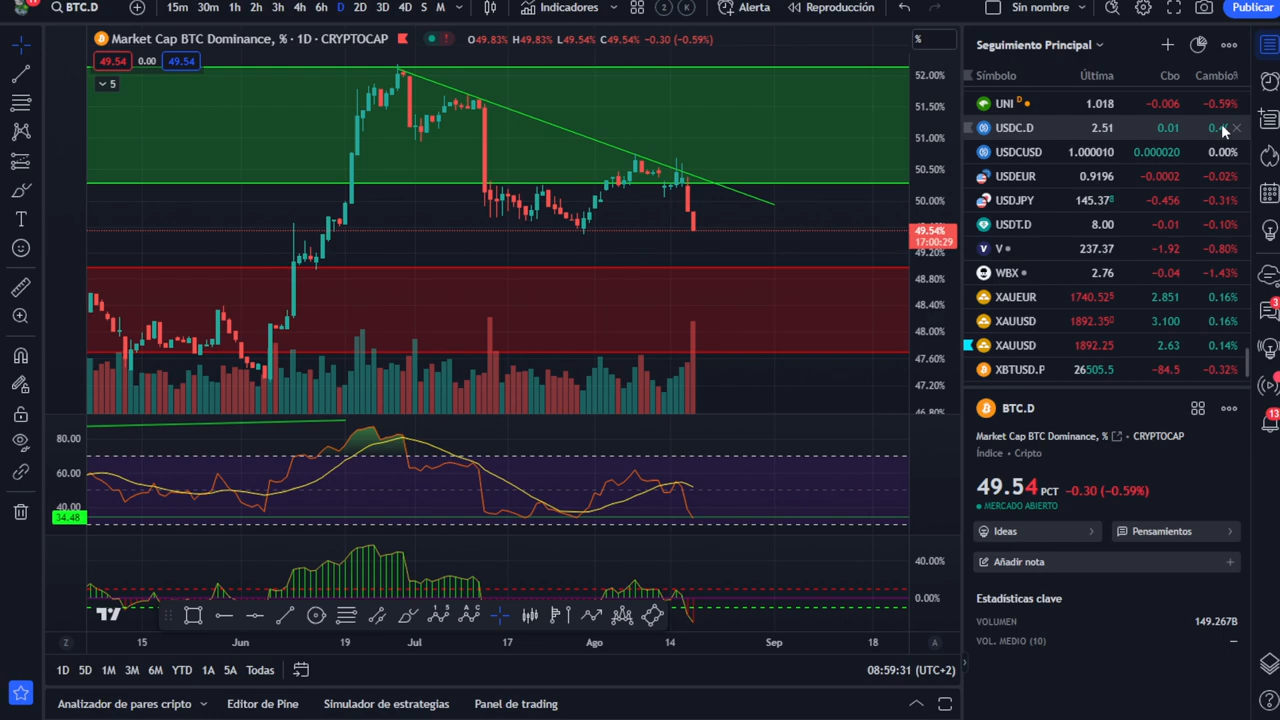 BTC.D
15m 30m 1h 2h 3h 4h 6h D 2D 3D 4D S M
Indicadores
2 K
Alerta
Reproducción
Sin nombre
Publicar
Market Cap BTC Dominance, % · 1D · CRYPTOCAP
O49.83% H49.83% L49.54% C49.54% −0.30 (−0.59%)
%
49.54 0.00 49.54
5
52.00%
51.50%
51.00%
50.50%
50.00%
49.54%
17:00:29
49.20%
48.80%
48.40%
48.00%
47.60%
47.20%
46.80%
80.00
60.00
40.00
34.48
40.00%
0.00%
Z
15 Jun 19 Jul 17 Ago 14 Sep 18
A
1D 5D 1M 3M 6M YTD 1A 5A Todas
08:59:31 (UTC+2)
Analizador de pares cripto
Editor de Pine
Simulador de estrategias
Panel de trading
Seguimiento Principal
Símbolo Última Cbo Cambio%
UNI D 1.018 −0.006 −0.59%
USDC.D 2.51 0.01
USDCUSD 1.000010 0.000020 0.00%
USDEUR 0.9196 −0.0002 −0.02%
USDJPY 145.378 −0.456 −0.31%
USDT.D 8.00 −0.01 −0.10%
V 237.37 −1.92 −0.80%
WBX 2.76 −0.04 −1.43%
XAUEUR 1740.525 2.851 0.16%
XAUUSD 1892.350 3.100 0.16%
XAUUSD 1892.25 2.63 0.14%
XBTUSD.P 26505.5 −84.5 −0.32%
BTC.D
Market Cap BTC Dominance, % • CRYPTOCAP
Índice • Cripto
49.54 PCT −0.30 (−0.59%)
MERCADO ABIERTO
Ideas
Pensamientos
Añadir nota
Estadísticas clave
VOLUMEN 149.267B
VOL. MEDIO (10) —
3
13